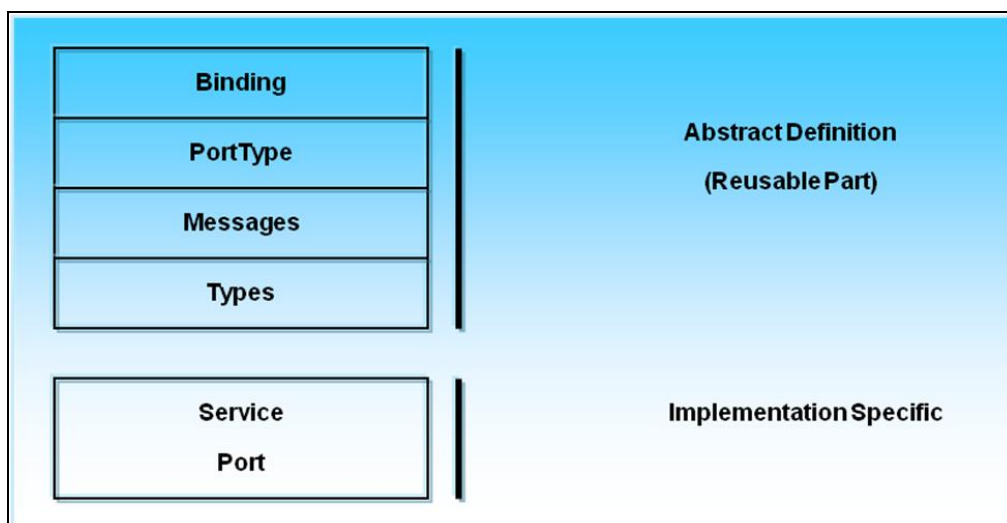 Binding
PortType
Messages
Types
Abstract Definition
(Reusable Part)
Service
Port
Implementation Specific